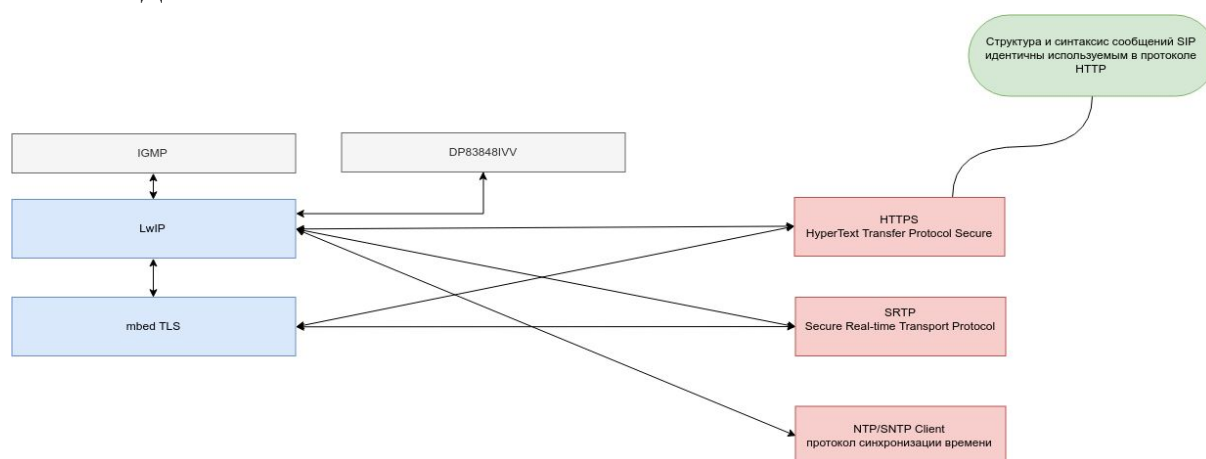 Структура и синтаксис сообщений SIP
идентичны используемым в протоколе
HTTP
IGMP
DP83848IVV
LwIP
HTTPS
HyperText Transfer Protocol Secure
mbed TLS
SRTP
Secure Real-time Transport Protocol
NTP/SNTP Client
протокол синхронизации времени